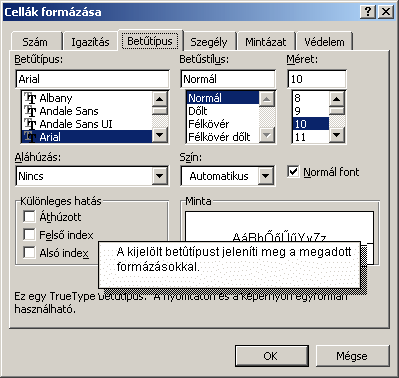 Cellák formázása
Szám Igazítás Betűtípus Szegély Mintázat Védelem
Betűtípus: Betűstílus: Méret:
Arial Normál 10
Albany Normál 8
Andale Sans Dőlt 9
Andale Sans UI Félkövér 10
Arial Félkövér dőlt 11
Aláhúzás: Szín:
Nincs Automatikus Normál font
Különleges hatás Minta
Áthúzott
Felső index AáBbŐőŰűYyZz
Alsó index
A kijelölt betûtípust jeleníti meg a megadott
formázásokkal.
Ez egy TrueType betűtípus. A nyomtatón és a képernyőn egyformán
használható.
OK Mégse